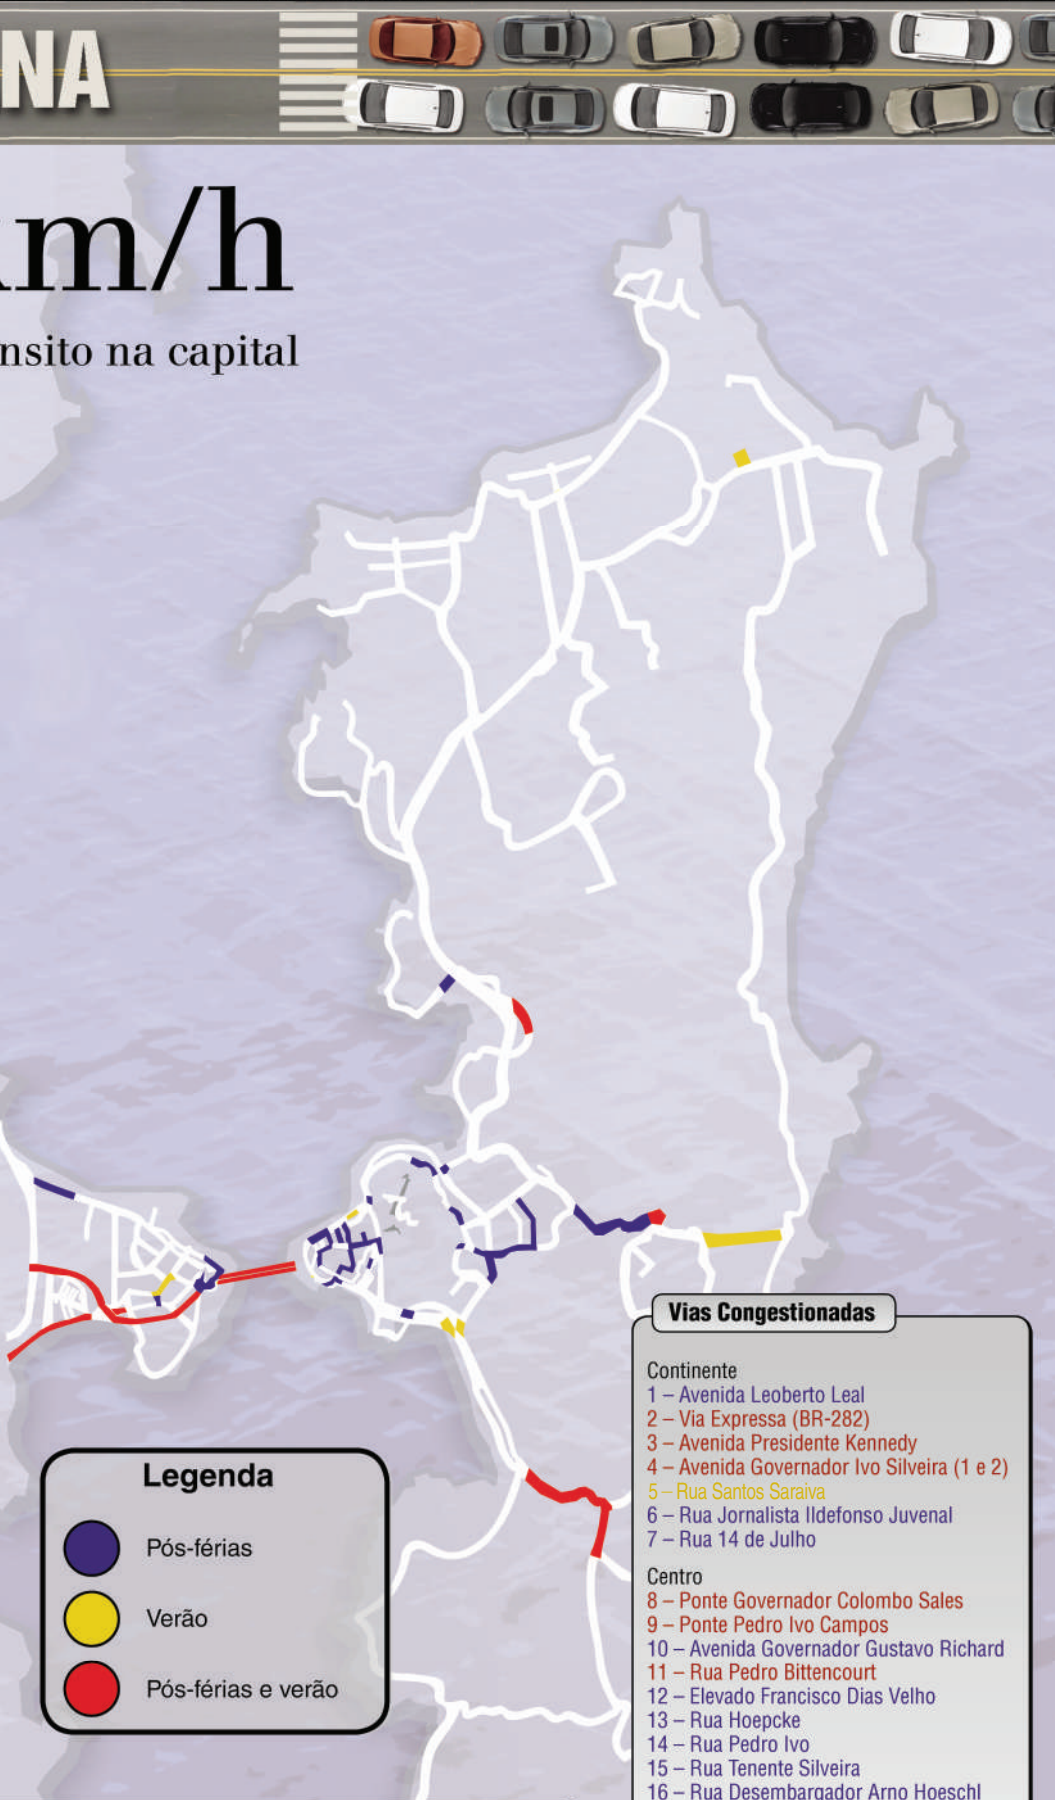 NA
km/h
nsito na capital
Vias Congestionadas
Continente
1 – Avenida Leoberto Leal
2 – Via Expressa (BR-282)
3 – Avenida Presidente Kennedy
4 – Avenida Governador Ivo Silveira (1 e 2)
5 – Rua Santos Saraiva
6 – Rua Jornalista Ildefonso Juvenal
7 – Rua 14 de Julho
Centro
8 – Ponte Governador Colombo Sales
9 – Ponte Pedro Ivo Campos
10 – Avenida Governador Gustavo Richard
11 – Rua Pedro Bittencourt
12 – Elevado Francisco Dias Velho
13 – Rua Hoepcke
14 – Rua Pedro Ivo
15 – Rua Tenente Silveira
16 – Rua Desembargador Arno Hoeschl
Legenda
Pós-férias
Verão
Pós-férias e verão